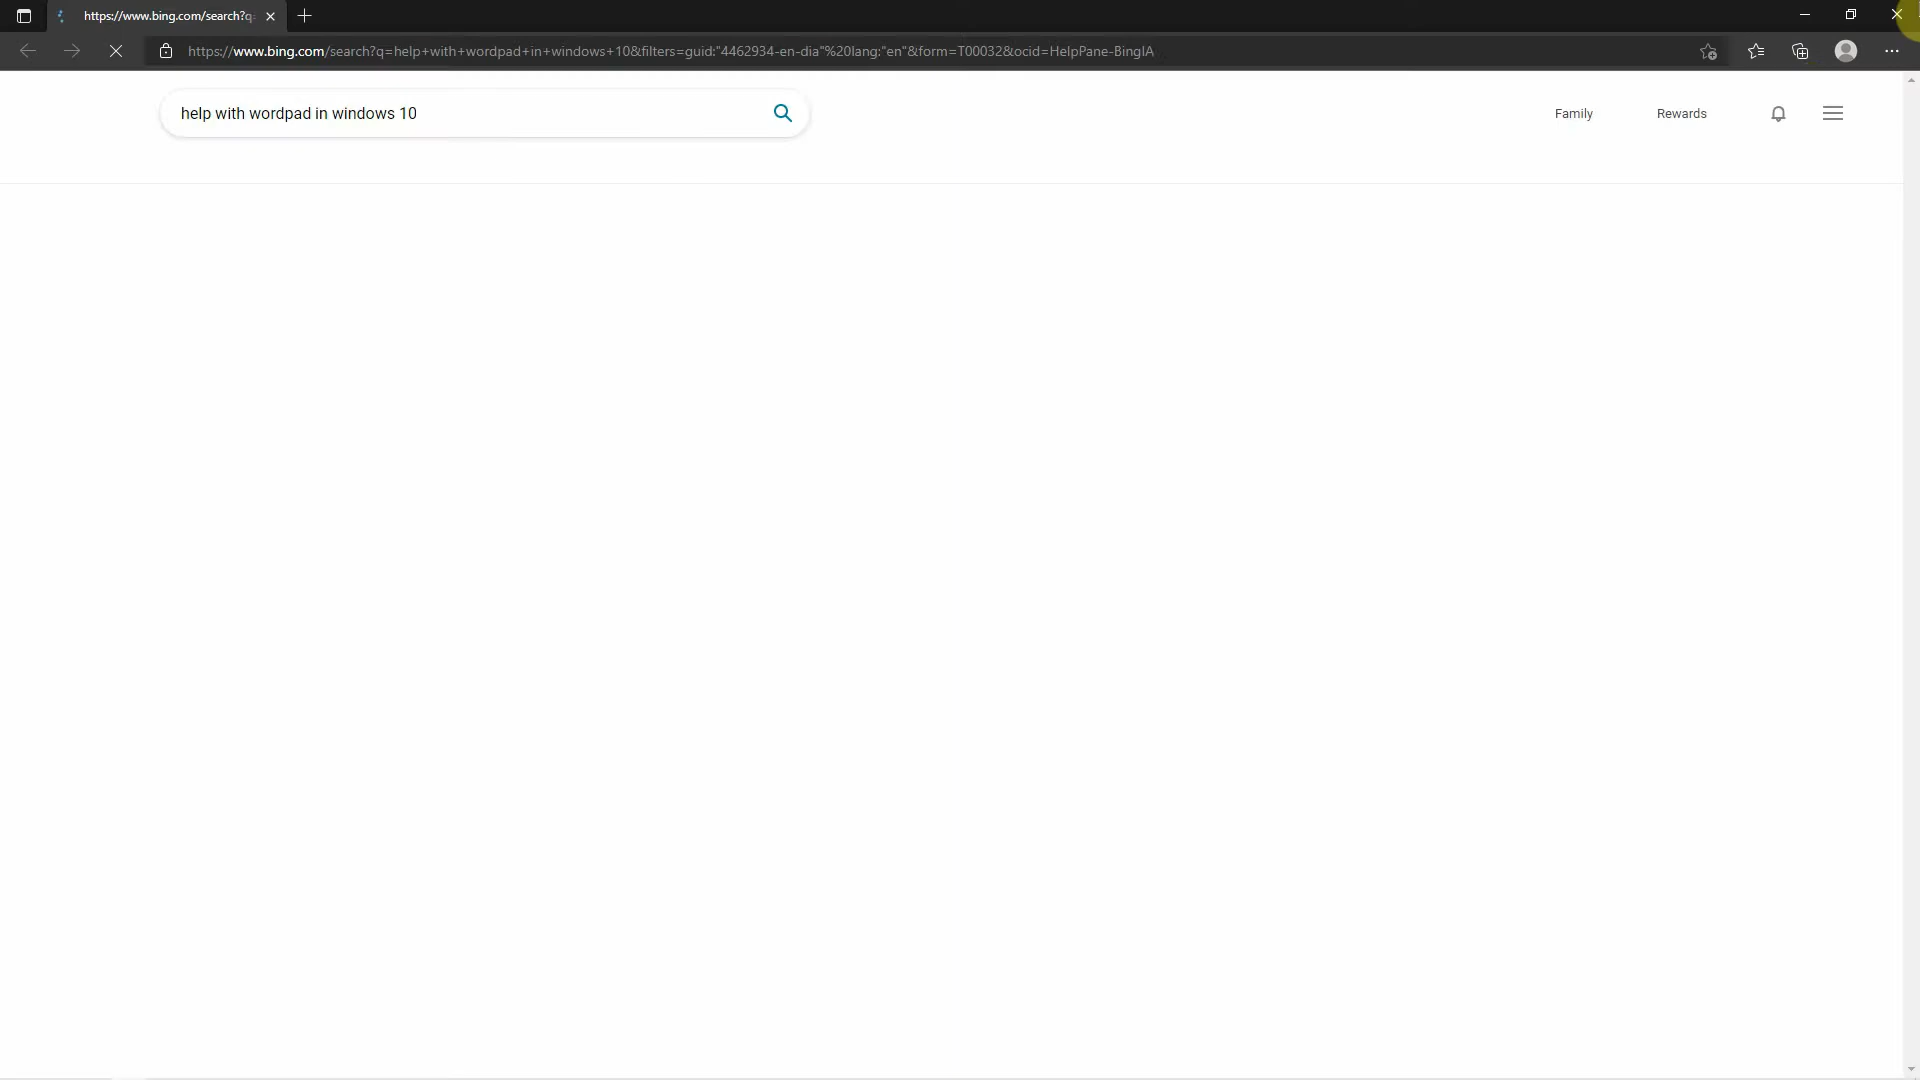 https://www.bing.com/search?q=
https://www.bing.com/search?q=help+with+wordpad+in+windows+10&filters=guid:"4462934-en-dia"%20lang:"en"&form=T00032&ocid=HelpPane-BingIA
help with wordpad in windows 10
Family
Rewards